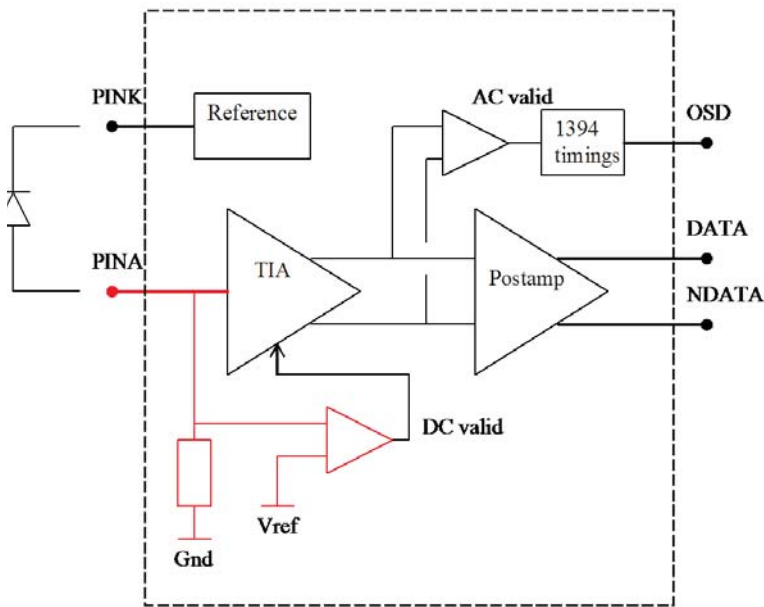 PINK
Reference
AC valid
1394
timings
OSD
PINA
TIA
Postamp
DATA
NDATA
DC valid
Vref
Gnd